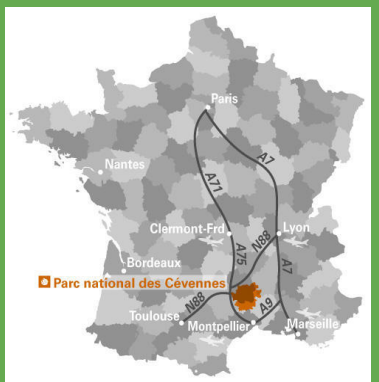 Paris
A7
A71
Nantes
Clermont-Frd
N88
Lyon
A75
A7
Bordeaux
Parc national des Cévennes
N88
A9
Toulouse
Montpellier
Marseille